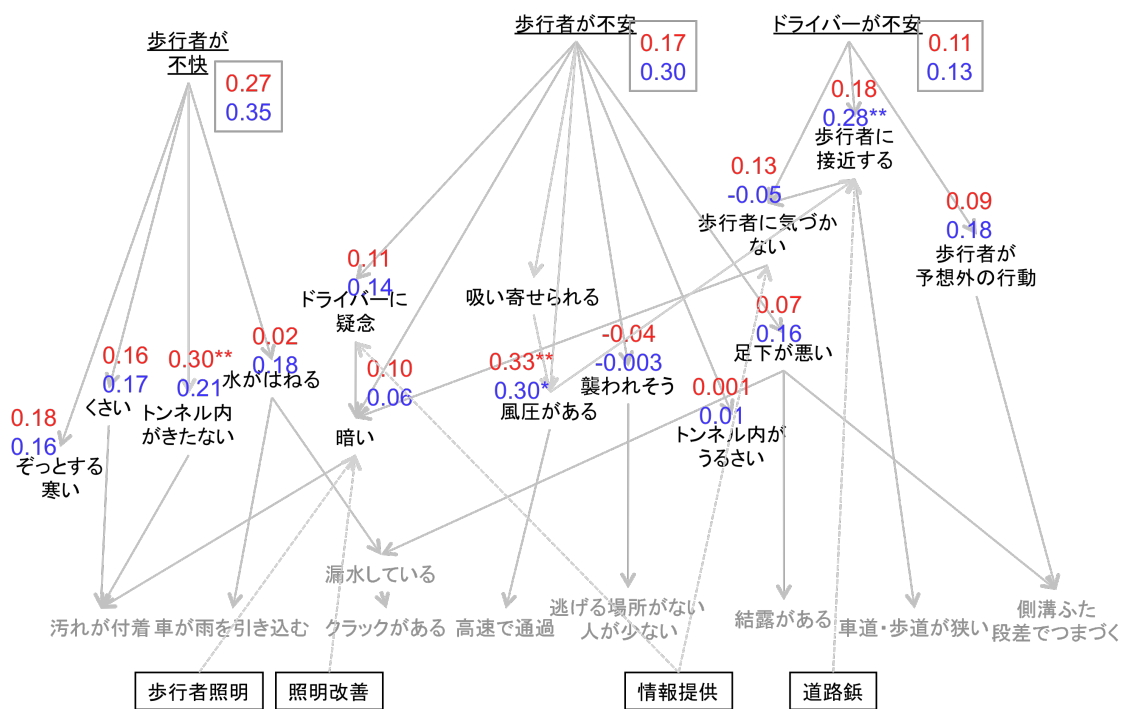 歩行者が
不快
0.27
0.35
歩行者が不安
0.17
0.30
ドライバーが不安
0.11
0.13
0.18
0.28**
歩行者に
接近する
0.13
-0.05
歩行者に気づか
ない
0.09
0.18
歩行者が
予想外の行動
0.11
0.14
ドライバーに
疑念
吸い寄せられる
0.07
0.16
足下が悪い
0.18
0.16
ぞっとする
寒い
0.16
0.17
くさい
0.30**
0.21
トンネル内
がきたない
0.02
0.18
水がはねる
0.10
0.06
暗い
0.33**
0.30*
風圧がある
-0.04
-0.003
襲われそう
0.001
0.01
トンネル内が
うるさい
漏水している
汚れが付着
車が雨を引き込む
クラックがある
高速で通過
逃げる場所がない
人が少ない
結露がある
車道・歩道が狭い
側溝ふた
段差でつまづく
歩行者照明
照明改善
情報提供
道路鋲